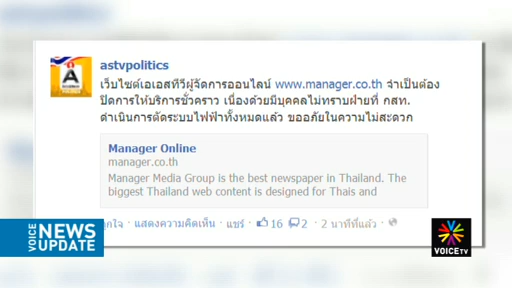 astvpolitics
เว็บไซต์เอเอสทีวีผู้จัดการออนไลน์ www.manager.co.th จำเป็นต้อง
ปิดการให้บริการชั่วคราว เนื่องด้วยมีบุคคลไม่ทราบฝ่ายที่ กสท.
ดำเนินการตัดระบบไฟฟ้าทั้งหมดแล้ว ขออภัยในความไม่สะดวก
Manager Online
manager.co.th
Manager Media Group is the best newspaper in Thailand. The
biggest Thailand web content is designed for Thais and
ถูกใจ · แสดงความคิดเห็น · แชร์ · 16 2 · 2 นาทีที่แล้ว ·
VOICE NEWS UPDATE
VOICE TV